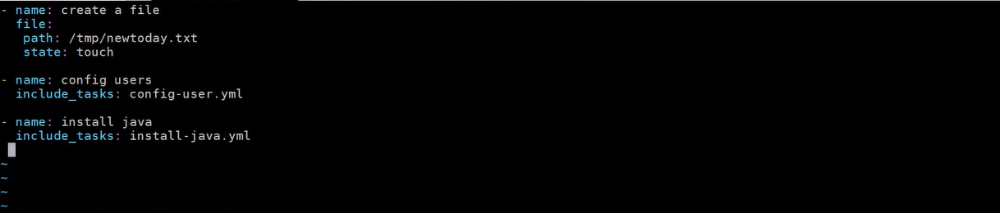 - name: create a file
  file:
   path: /tmp/newtoday.txt
   state: touch

- name: config users
  include_tasks: config-user.yml

- name: install java
  include_tasks: install-java.yml

~
~
~
~